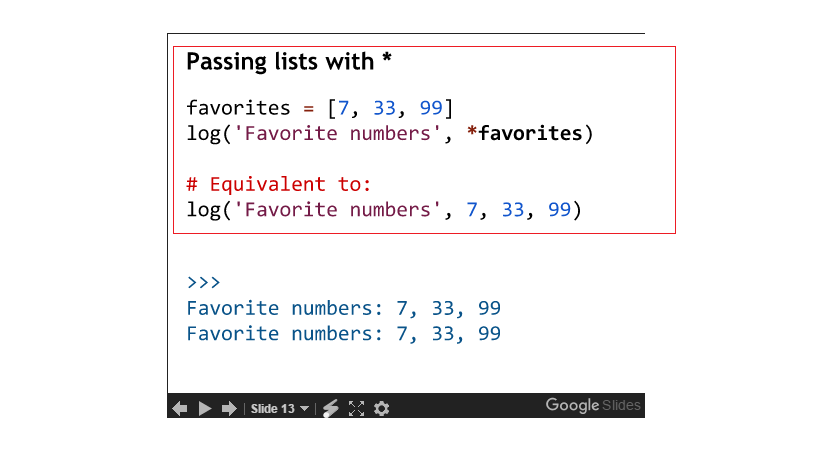 Passing lists with *
favorites = [7, 33, 99]
log('Favorite numbers', *favorites)
# Equivalent to:
log('Favorite numbers', 7, 33, 99)
>>>
Favorite numbers: 7, 33, 99
Favorite numbers: 7, 33, 99
Slide 13
Google Slides